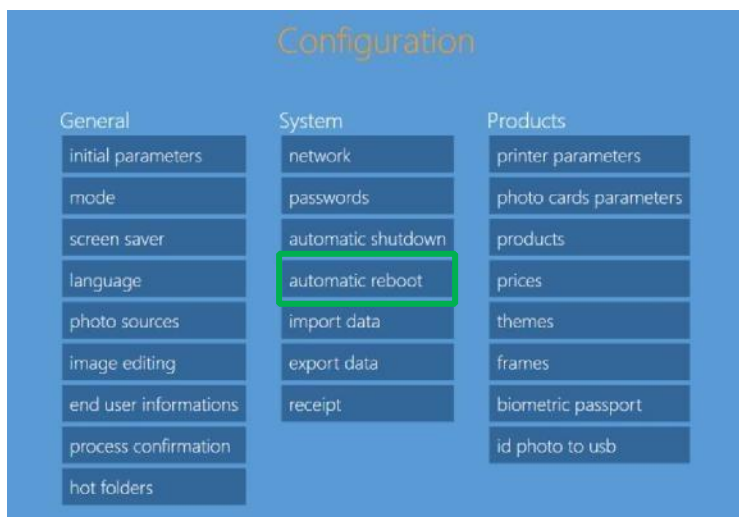 Configuration
General
initial parameters
mode
screen saver
language
photo sources
image editing
end user informations
process confirmation
hot folders
System
network
passwords
automatic shutdown
automatic reboot
import data
export data
receipt
Products
printer parameters
photo cards parameters
products
prices
themes
frames
biometric passport
id photo to usb